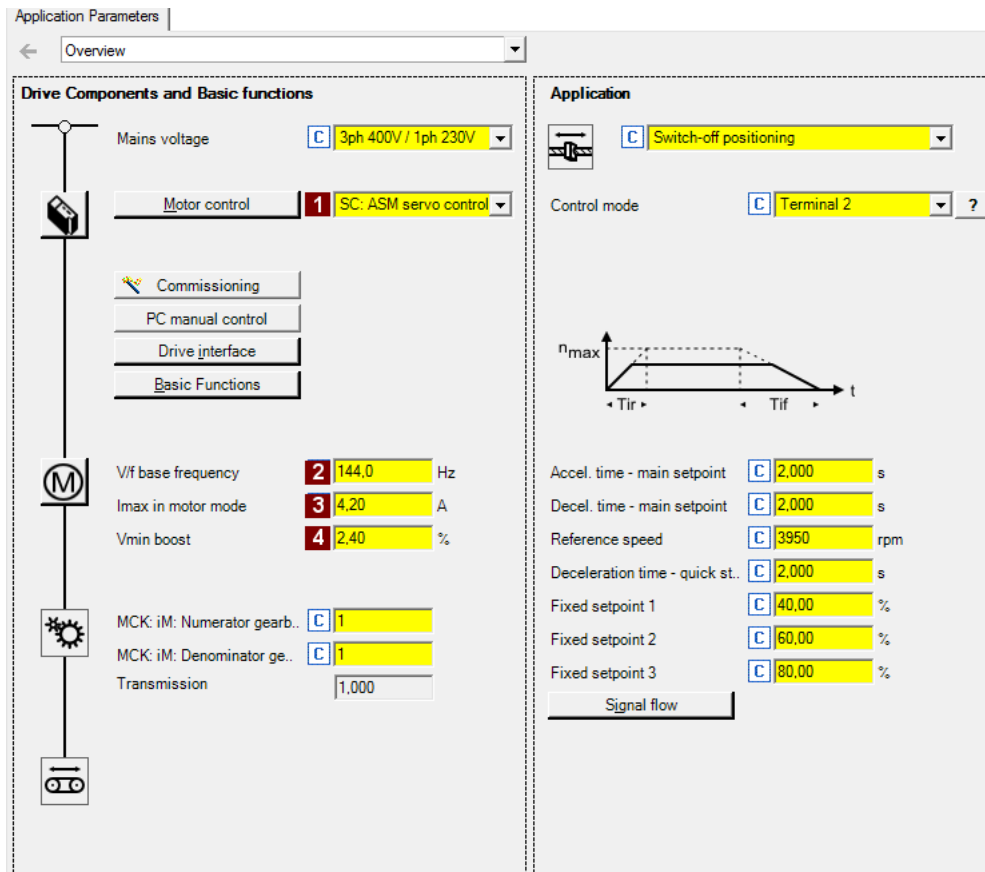 Application Parameters
Overview
Drive Components and Basic functions
Mains voltage C 3ph 400V / 1ph 230V
Motor control 1 SC: ASM servo control
Commissioning
PC manual control
Drive interface
Basic Functions
V/f base frequency 2 144,0 Hz
Imax in motor mode 3 4,20 A
Vmin boost 4 2,40 %
MCK: iM: Numerator gearb.. C 1
MCK: iM: Denominator ge.. C 1
Transmission 1,000
Application
C Switch-off positioning
Control mode C Terminal 2 ?
nmax
t
Tir Tif
Accel. time - main setpoint C 2,000 s
Decel. time - main setpoint C 2,000 s
Reference speed C 3950 rpm
Deceleration time - quick st.. C 2,000 s
Fixed setpoint 1 C 40,00 %
Fixed setpoint 2 C 60,00 %
Fixed setpoint 3 C 80,00 %
Signal flow
M